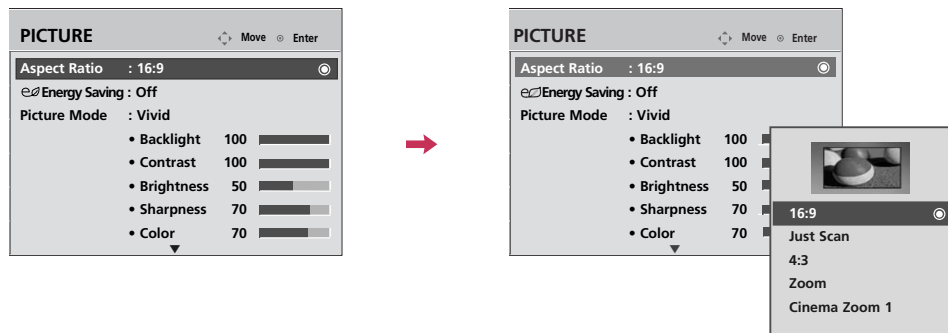 PICTURE Move Enter
Aspect Ratio : 16:9
Energy Saving : Off
Picture Mode : Vivid
• Backlight 100
• Contrast 100
• Brightness 50
• Sharpness 70
• Color 70
PICTURE Move Enter
Aspect Ratio : 16:9
Energy Saving : Off
Picture Mode : Vivid
• Backlight 100
• Contrast 100
• Brightness 50
• Sharpness 70
• Color 70
16:9
Just Scan
4:3
Zoom
Cinema Zoom 1